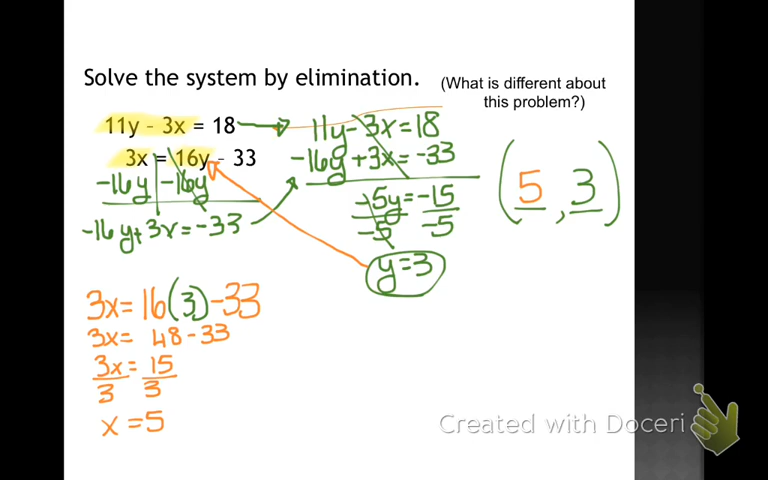 Solve the system by elimination.
(What is different about
this problem?)
11y - 3x = 18
3x = 16y - 33
-16y -16y
-16y+3x=-33
11y-3x=18
-16y+3x=-33
-5y=-15
-5 -5
y=3
(5,3)
3x=16(3)-33
3x= 48-33
3x=15
3 3
x=5
Created with Doceri